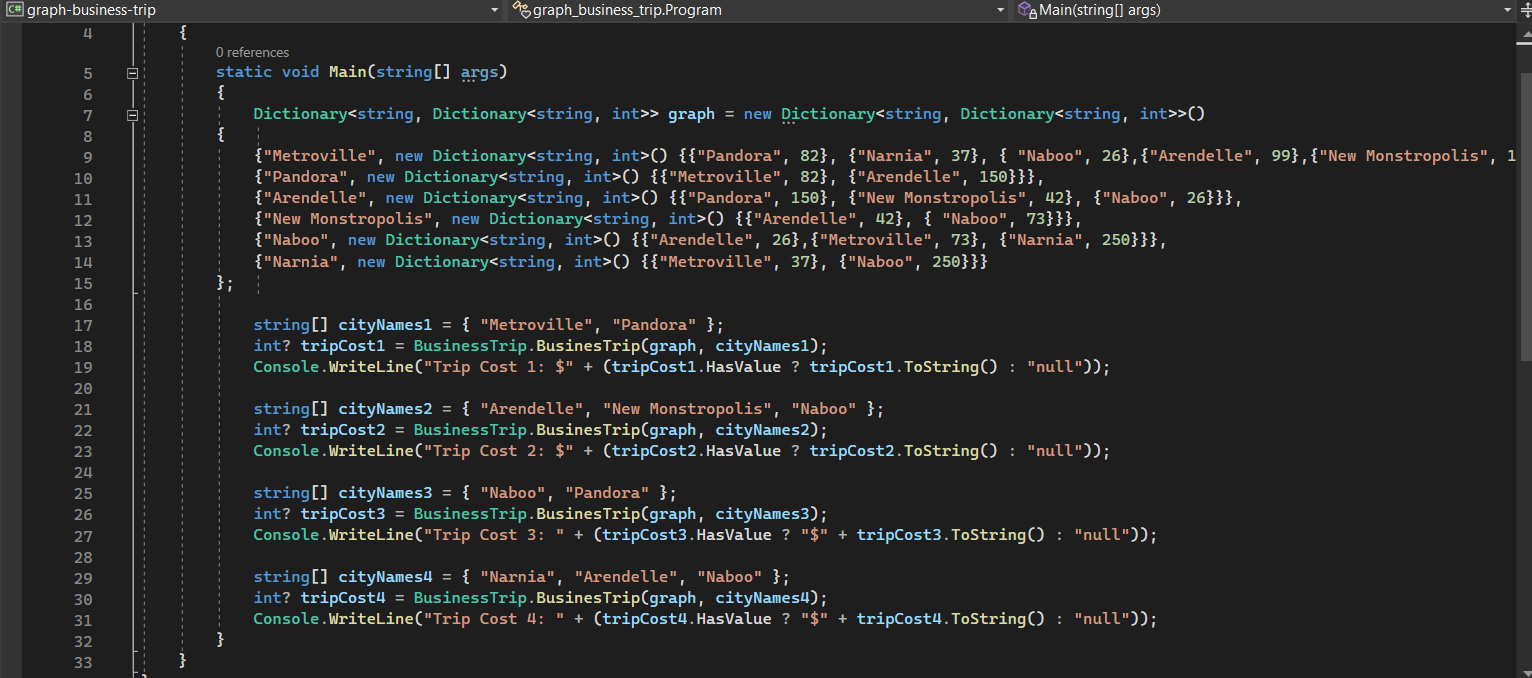 graph-business-trip graph_business_trip.Program Main(string[] args)
4 {
0 references
5 static void Main(string[] args)
6 {
7 Dictionary<string, Dictionary<string, int>> graph = new Dictionary<string, Dictionary<string, int>>()
8 {
9 {"Metroville", new Dictionary<string, int>() {{"Pandora", 82}, {"Narnia", 37}, { "Naboo", 26},{"Arendelle", 99},{"New Monstropolis", 1
10 {"Pandora", new Dictionary<string, int>() {{"Metroville", 82}, {"Arendelle", 150}}},
11 {"Arendelle", new Dictionary<string, int>() {{"Pandora", 150}, {"New Monstropolis", 42}, {"Naboo", 26}}},
12 {"New Monstropolis", new Dictionary<string, int>() {{"Arendelle", 42}, { "Naboo", 73}}},
13 {"Naboo", new Dictionary<string, int>() {{"Arendelle", 26},{"Metroville", 73}, {"Narnia", 250}}},
14 {"Narnia", new Dictionary<string, int>() {{"Metroville", 37}, {"Naboo", 250}}}
15 };
16
17 string[] cityNames1 = { "Metroville", "Pandora" };
18 int? tripCost1 = BusinessTrip.BusinesTrip(graph, cityNames1);
19 Console.WriteLine("Trip Cost 1: $" + (tripCost1.HasValue ? tripCost1.ToString() : "null"));
20
21 string[] cityNames2 = { "Arendelle", "New Monstropolis", "Naboo" };
22 int? tripCost2 = BusinessTrip.BusinesTrip(graph, cityNames2);
23 Console.WriteLine("Trip Cost 2: $" + (tripCost2.HasValue ? tripCost2.ToString() : "null"));
24
25 string[] cityNames3 = { "Naboo", "Pandora" };
26 int? tripCost3 = BusinessTrip.BusinesTrip(graph, cityNames3);
27 Console.WriteLine("Trip Cost 3: " + (tripCost3.HasValue ? "$" + tripCost3.ToString() : "null"));
28
29 string[] cityNames4 = { "Narnia", "Arendelle", "Naboo" };
30 int? tripCost4 = BusinessTrip.BusinesTrip(graph, cityNames4);
31 Console.WriteLine("Trip Cost 4: " + (tripCost4.HasValue ? "$" + tripCost4.ToString() : "null"));
32 }
33 }